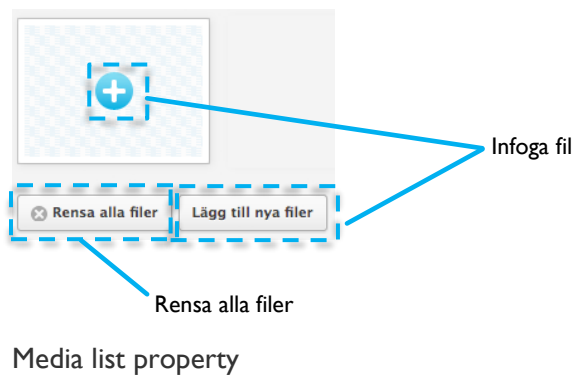 Infoga fil
Rensa alla filer
Lägg till nya filer
Rensa alla filer
Media list property